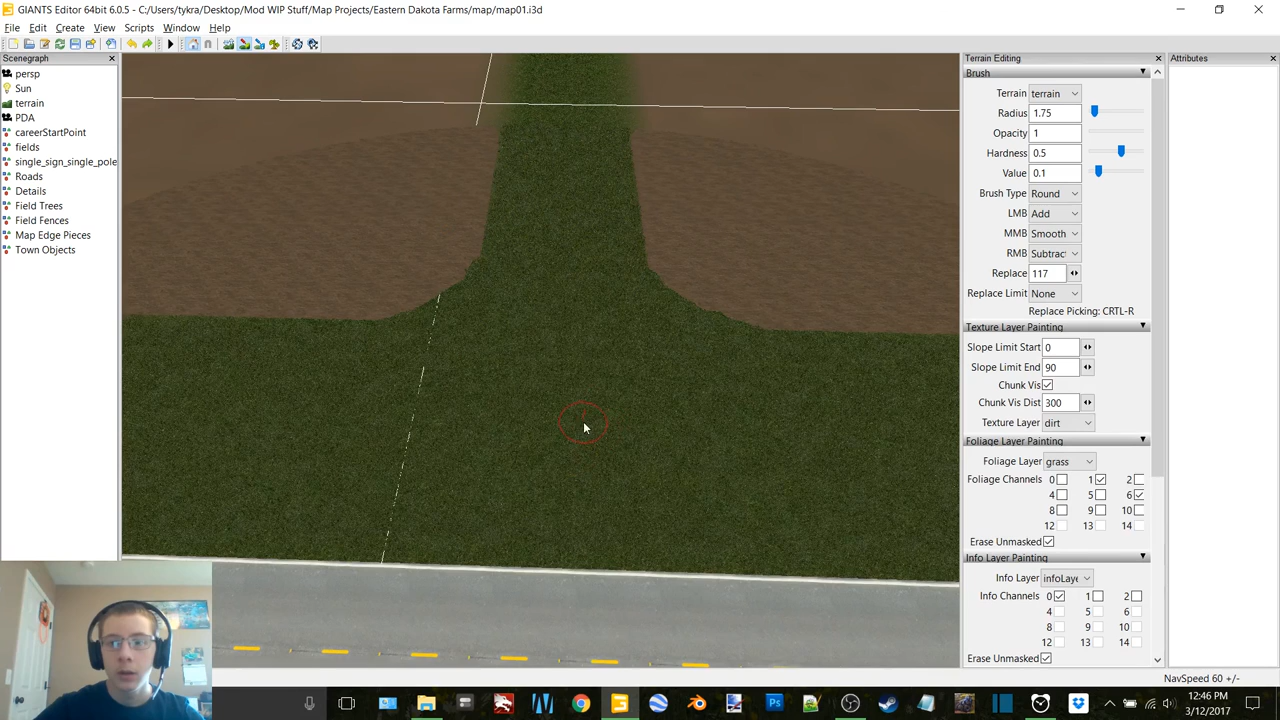 GIANTS Editor 64bit 6.0.5 - C:/Users/tykra/Desktop/Mod WIP Stuff/Map Projects/Eastern Dakota Farms/map/map01.i3d
File Edit Create View Scripts Window Help
Scenegraph
persp
Sun
terrain
PDA
careerStartPoint
fields
single_sign_single_pole
Roads
Details
Field Trees
Field Fences
Map Edge Pieces
Town Objects
Terrain Editing
Brush
Terrain terrain
Radius 1.75
Opacity 1
Hardness 0.5
Value 0.1
Brush Type Round
LMB Add
MMB Smooth
RMB Subtrac
Replace 117
Replace Limit None
Replace Picking: CRTL-R
Texture Layer Painting
Slope Limit Start 0
Slope Limit End 90
Chunk Vis
Chunk Vis Dist 300
Texture Layer dirt
Foliage Layer Painting
Foliage Layer grass
Foliage Channels 0 1 2
4 5 6
8 9 10
12 13 14
Erase Unmasked
Info Layer Painting
Info Layer infoLaye
Info Channels 0 1 2
4 5 6
8 9 10
12 13 14
Erase Unmasked
Attributes
NavSpeed 60 +/-
12:46 PM
3/12/2017